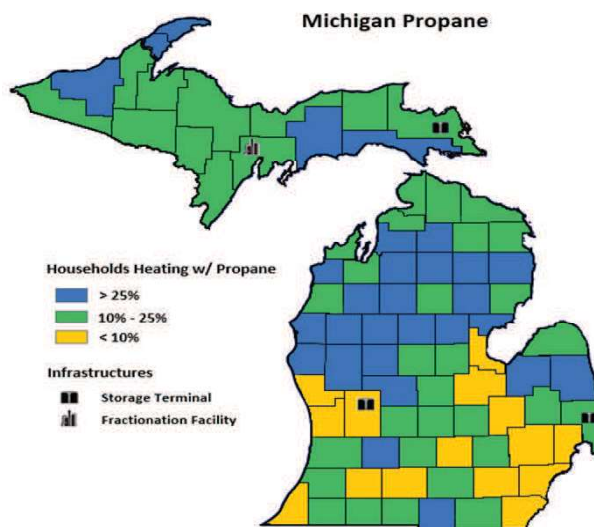 Michigan Propane
Households Heating w/ Propane
> 25%
10% - 25%
< 10%
Infrastructures
Storage Terminal
Fractionation Facility